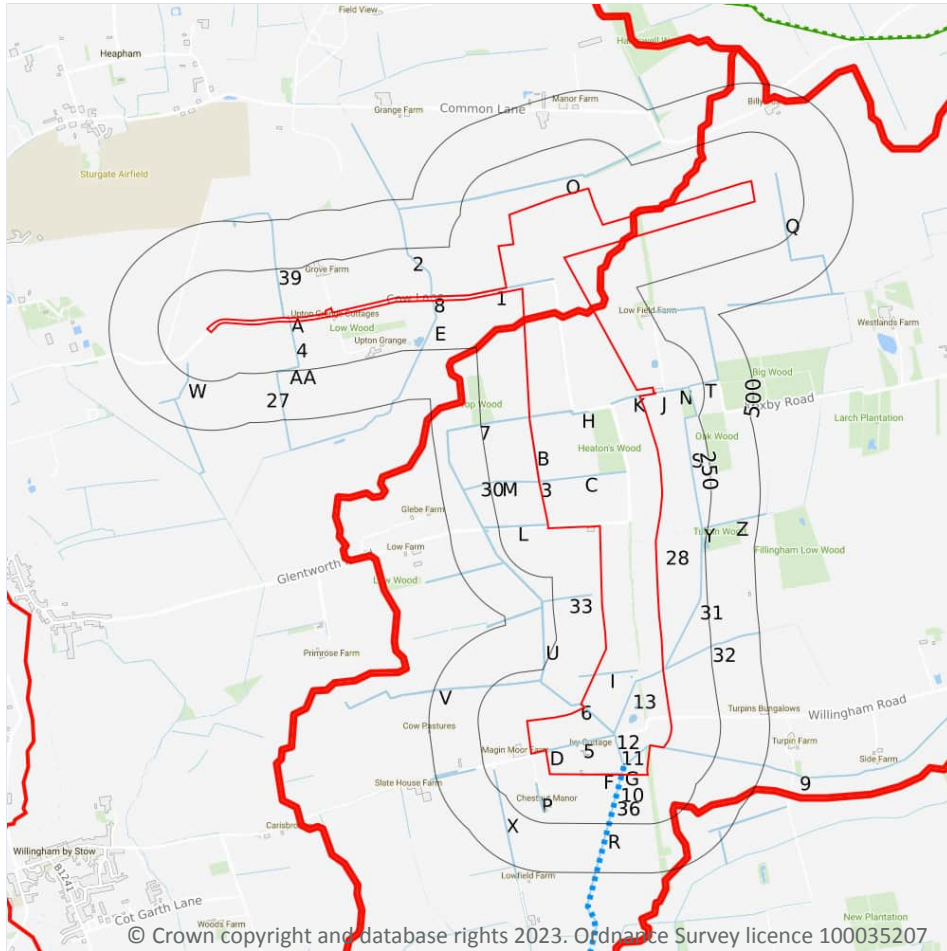 Field View
Heapham
Billy
Grange Farm
Common Lane
Manor Farm
Sturgate Airfield
O
Q
39
Grove Farm
2
Cow Lane
8
1
Upton Grange Cottages
A
Low Wood
Upton Grange
E
Low Field Farm
Westlands Farm
4
AA
W
27
Big Wood
T
N
J
K
500
Larch Plantation
7
H
Oak Wood
Heaton's Wood
B
S
250
30
M
3
C
Glebe Farm
L
Low Farm
Y
Z
Fillingham Low Wood
28
Glentworth
Low Wood
33
31
Primrose Farm
U
32
I
V
13
Willingham Road
Turpins Bungalows
6
Cow Pastures
12
Ivy Cottage
Turpin Farm
Magin Moor Farm
5
D
11
Side Farm
Slate House Farm
F
G
9
Chestnut Manor
10
P
36
X
R
Willingham by Stow
B1241
Lowfield Farm
Cot Garth Lane
Woods Farm
New Plantation
© Crown copyright and database rights 2023. Ordnance Survey licence 100035207.